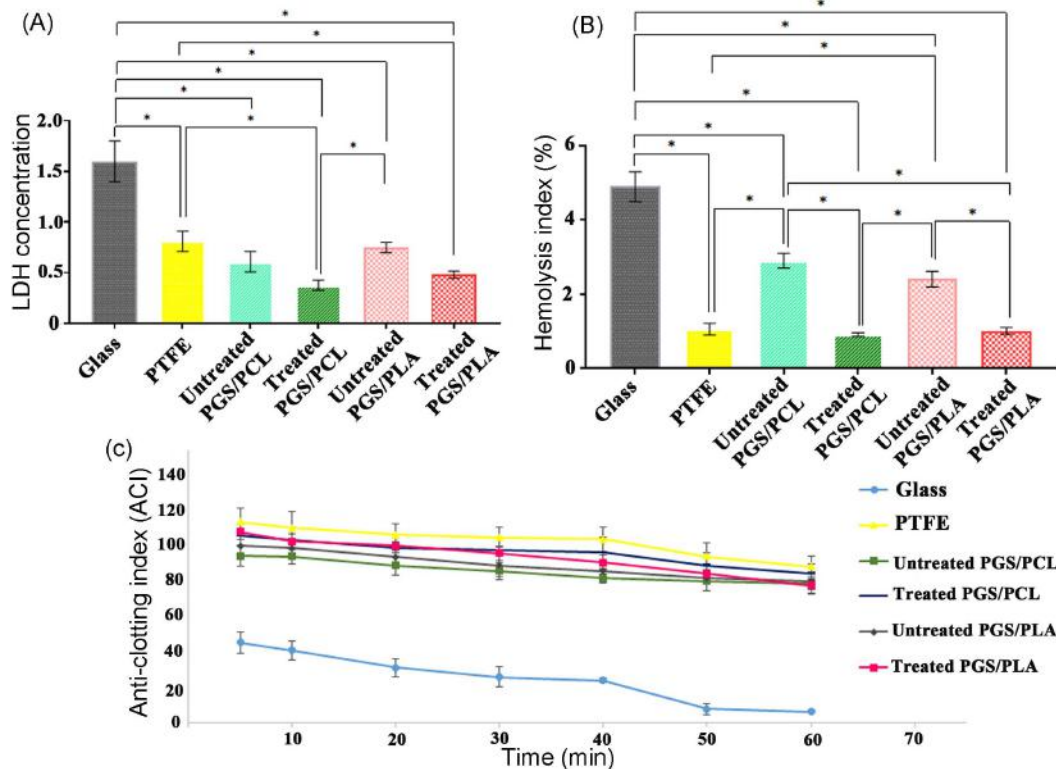 (A)
* * * * * * * * *
LDH concentration
2.0
1.5
1.0
0.5
0
Glass
PTFE
Untreated
PGS/PCL
Treated
PGS/PCL
Untreated
PGS/PLA
Treated
PGS/PLA
(B)
* * * * * * * * * *
Hemolysis index (%)
6
4
2
0
Glass
PTFE
Untreated
PGS/PCL
Treated
PGS/PCL
Untreated
PGS/PLA
Treated
PGS/PLA
(c)
Anti-clotting index (ACI)
140
120
100
80
60
40
20
0
10 20 30 40 50 60 70
Time (min)
Glass
PTFE
Untreated PGS/PCL
Treated PGS/PCL
Untreated PGS/PLA
Treated PGS/PLA